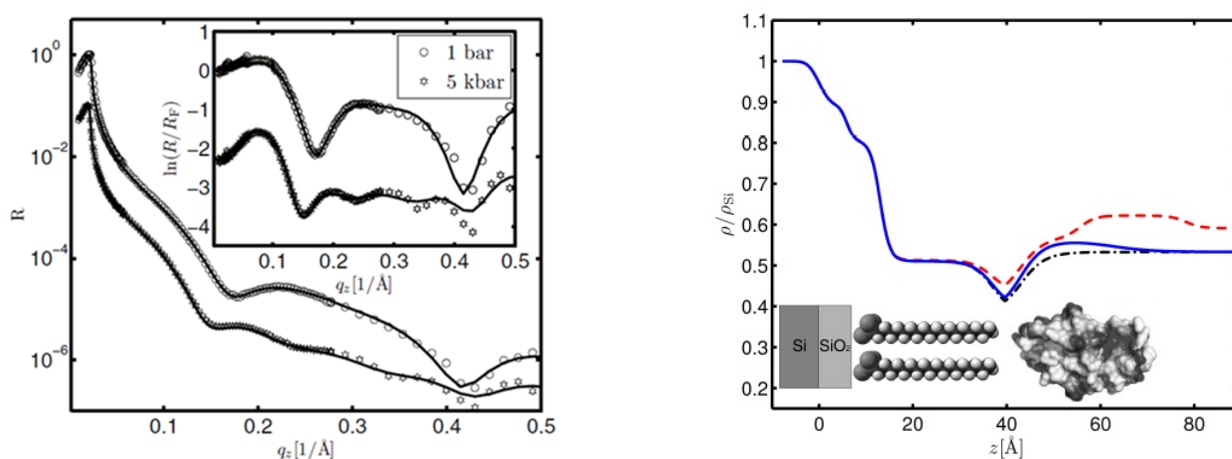 10^0
10^-2
10^-4
10^-6
R
0 0.1 0.2 0.3 0.4 0.5
q_z[1/Å]
1
0
−1
−2
−3
−4
ln(R/R_F)
○ 1 bar
✡ 5 kbar
0.1 0.2 0.3 0.4 0.5
q_z[1/Å]
1.1
1
0.9
0.8
0.7
0.6
0.5
0.4
0.3
0.2
ρ/ρ_Si
Si SiO₂
0 20 40 60 80
z[Å]